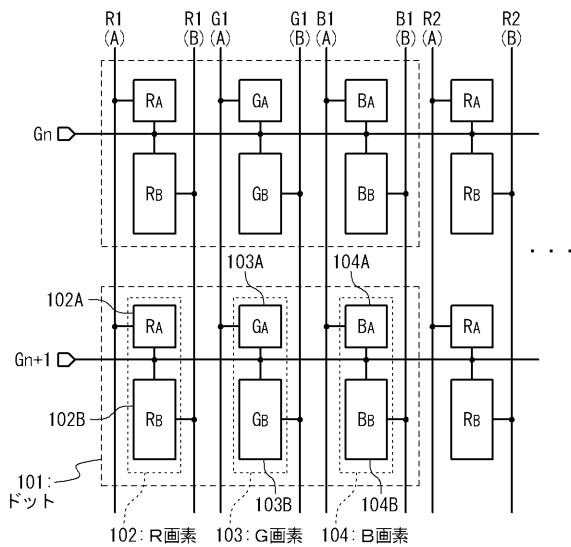 R1 R1 G1 G1 B1 B1 R2 R2
(A) (B) (A) (B) (A) (B) (A) (B)
RA GA BA RA
Gn
RB GB BB RB
. . .
103A 104A
102A
RA GA BA RA
Gn+1
102B
RB GB BB RB
101:
ドット
103B 104B
102:R画素 103:G画素 104:B画素